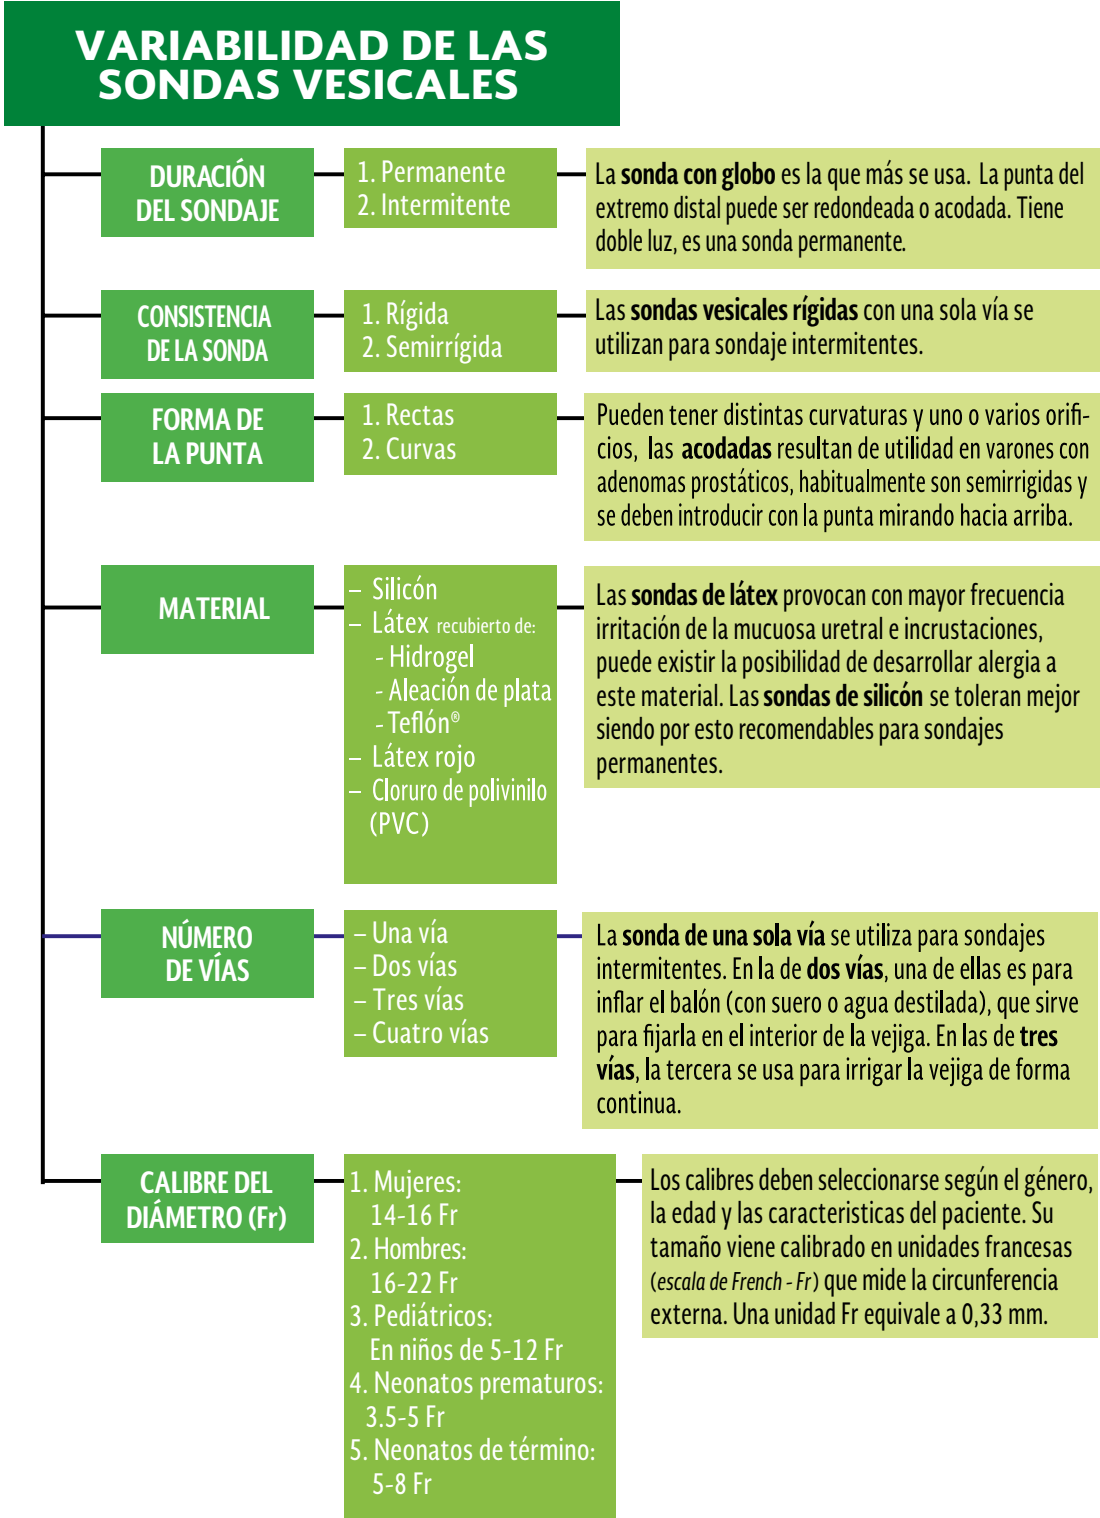 VARIABILIDAD DE LAS
SONDAS VESICALES
DURACIÓN
DEL SONDAJE
1. Permanente
2. Intermitente
La sonda con globo es la que más se usa. La punta del
extremo distal puede ser redondeada o acodada. Tiene
doble luz, es una sonda permanente.
CONSISTENCIA
DE LA SONDA
1. Rígida
2. Semirrígida
Las sondas vesicales rígidas con una sola vía se
utilizan para sondaje intermitentes.
FORMA DE
LA PUNTA
1. Rectas
2. Curvas
Pueden tener distintas curvaturas y uno o varios orifi-
cios, las acodadas resultan de utilidad en varones con
adenomas prostáticos, habitualmente son semirrigidas y
se deben introducir con la punta mirando hacia arriba.
MATERIAL
– Silicón
– Látex recubierto de:
- Hidrogel
- Aleación de plata
- Teflón®
– Látex rojo
– Cloruro de polivinilo
(PVC)
Las sondas de látex provocan con mayor frecuencia
irritación de la mucuosa uretral e incrustaciones,
puede existir la posibilidad de desarrollar alergia a
este material. Las sondas de silicón se toleran mejor
siendo por esto recomendables para sondajes
permanentes.
NÚMERO
DE VÍAS
– Una vía
– Dos vías
– Tres vías
– Cuatro vías
La sonda de una sola vía se utiliza para sondajes
intermitentes. En la de dos vías, una de ellas es para
inflar el balón (con suero o agua destilada), que sirve
para fijarla en el interior de la vejiga. En las de tres
vías, la tercera se usa para irrigar la vejiga de forma
continua.
CALIBRE DEL
DIÁMETRO (Fr)
1. Mujeres:
14-16 Fr
2. Hombres:
16-22 Fr
3. Pediátricos:
En niños de 5-12 Fr
4. Neonatos prematuros:
3.5-5 Fr
5. Neonatos de término:
5-8 Fr
Los calibres deben seleccionarse según el género,
la edad y las caracteristicas del paciente. Su
tamaño viene calibrado en unidades francesas
(escala de French - Fr) que mide la circunferencia
externa. Una unidad Fr equivale a 0,33 mm.